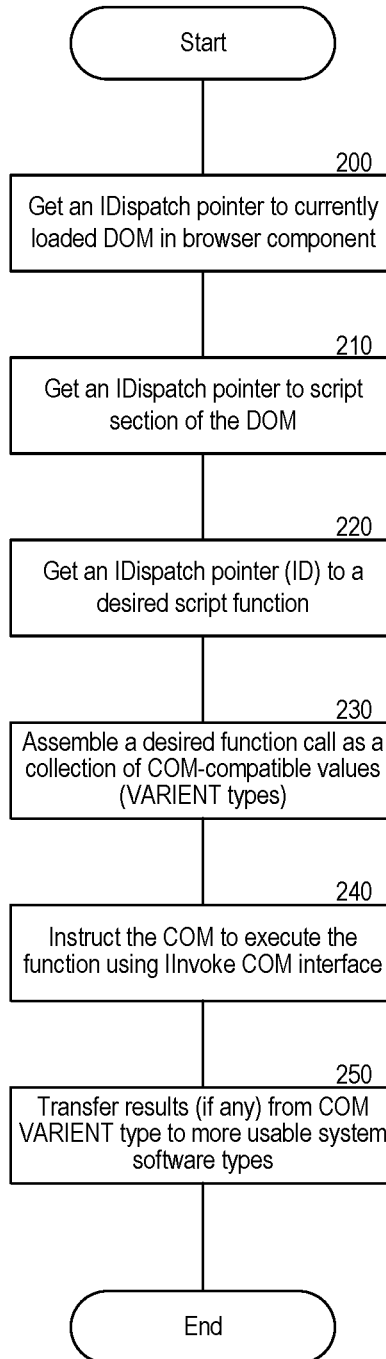 Start
200
Get an IDispatch pointer to currently
loaded DOM in browser component
210
Get an IDispatch pointer to script
section of the DOM
220
Get an IDispatch pointer (ID) to a
desired script function
230
Assemble a desired function call as a
collection of COM-compatible values
(VARIENT types)
240
Instruct the COM to execute the
function using IInvoke COM interface
250
Transfer results (if any) from COM
VARIENT type to more usable system
software types
End